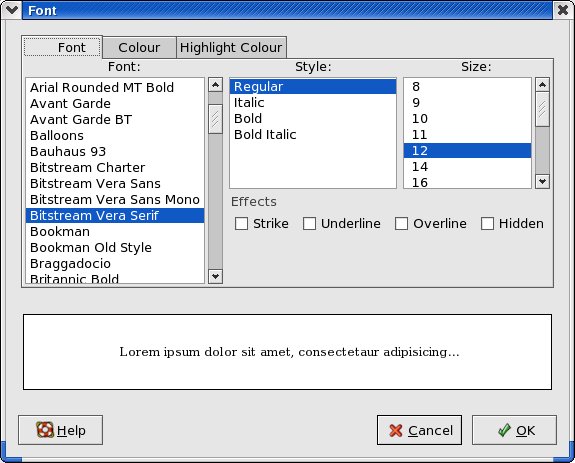 Font
Font Colour Highlight Colour
Font:
Arial Rounded MT Bold
Avant Garde
Avant Garde BT
Balloons
Bauhaus 93
Bitstream Charter
Bitstream Vera Sans
Bitstream Vera Sans Mono
Bitstream Vera Serif
Bookman
Bookman Old Style
Braggadocio
Britannic Bold
Style:
Regular
Italic
Bold
Bold Italic
Size:
8
9
10
11
12
14
16
Effects
Strike Underline Overline Hidden
Lorem ipsum dolor sit amet, consectetaur adipisicing...
Help Cancel OK